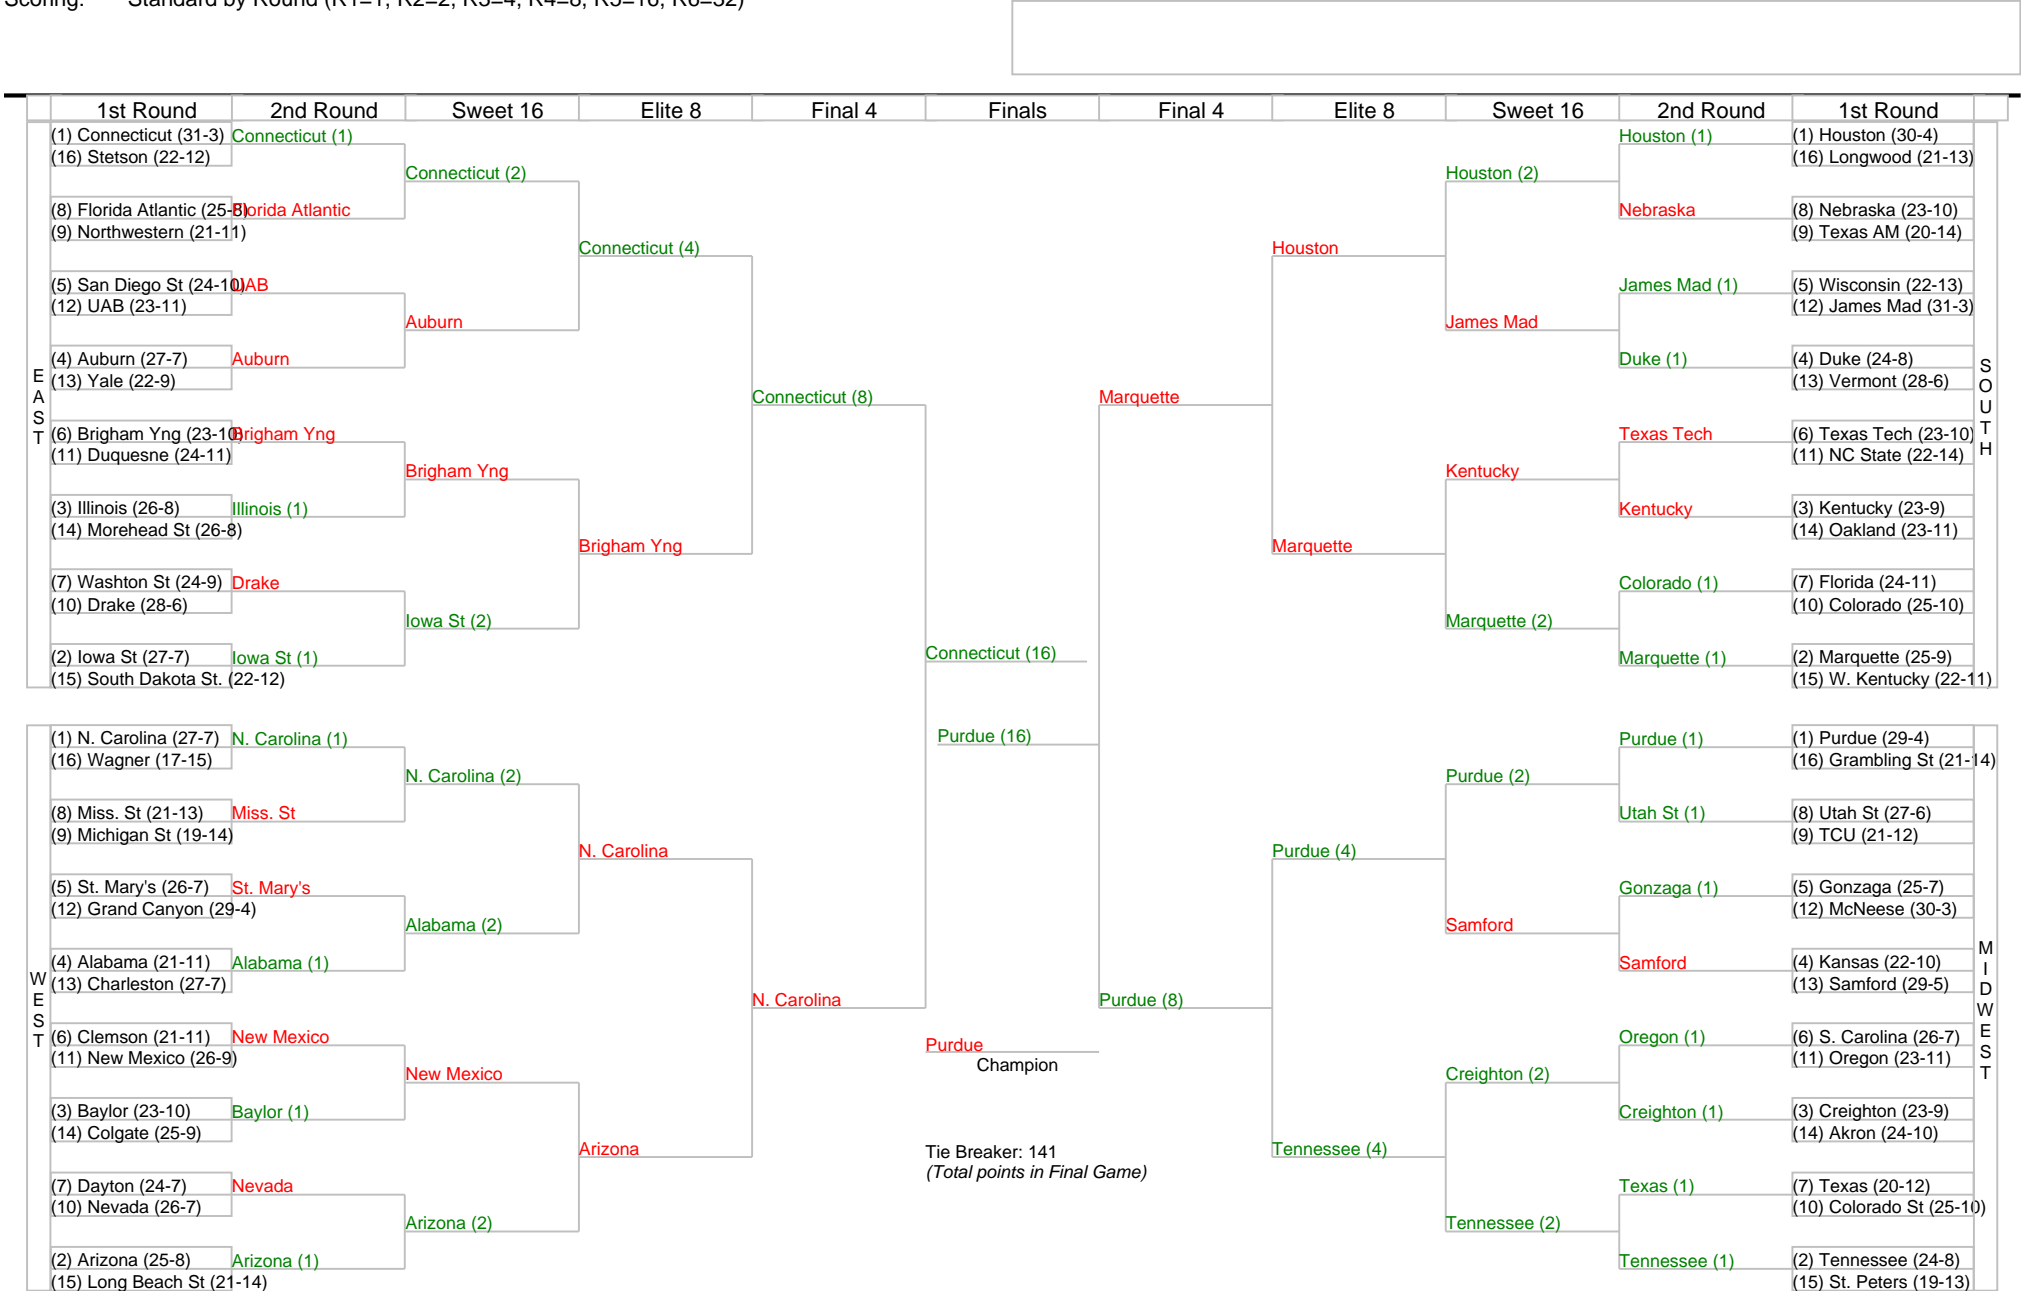 Scoring: Standard by Round (R1=1, R2=2, R3=4, R4=8, R5=16, R6=32)
1st Round 2nd Round Sweet 16 Elite 8 Final 4 Finals Final 4 Elite 8 Sweet 16 2nd Round 1st Round
EAST
(1) Connecticut (31-3)
(16) Stetson (22-12)
(8) Florida Atlantic (25-8)
(9) Northwestern (21-11)
(5) San Diego St (24-10)
(12) UAB (23-11)
(4) Auburn (27-7)
(13) Yale (22-9)
(6) Brigham Yng (23-10)
(11) Duquesne (24-11)
(3) Illinois (26-8)
(14) Morehead St (26-8)
(7) Washton St (24-9)
(10) Drake (28-6)
(2) Iowa St (27-7)
(15) South Dakota St. (22-12)
Connecticut (1)
Florida Atlantic
UAB
Auburn
Brigham Yng
Illinois (1)
Drake
Iowa St (1)
Connecticut (2)
Auburn
Brigham Yng
Iowa St (2)
Connecticut (4)
Brigham Yng
Connecticut (8)
WEST
(1) N. Carolina (27-7)
(16) Wagner (17-15)
(8) Miss. St (21-13)
(9) Michigan St (19-14)
(5) St. Mary's (26-7)
(12) Grand Canyon (29-4)
(4) Alabama (21-11)
(13) Charleston (27-7)
(6) Clemson (21-11)
(11) New Mexico (26-9)
(3) Baylor (23-10)
(14) Colgate (25-9)
(7) Dayton (24-7)
(10) Nevada (26-7)
(2) Arizona (25-8)
(15) Long Beach St (21-14)
N. Carolina (1)
Miss. St
St. Mary's
Alabama (1)
New Mexico
Baylor (1)
Nevada
Arizona (1)
N. Carolina (2)
Alabama (2)
New Mexico
Arizona (2)
N. Carolina
Arizona
N. Carolina
Connecticut (16)
Purdue (16)
Purdue
Champion
Tie Breaker: 141
(Total points in Final Game)
Marquette
Houston
Marquette
Houston (2)
James Mad
Kentucky
Marquette (2)
Houston (1)
Nebraska
James Mad (1)
Duke (1)
Texas Tech
Kentucky
Colorado (1)
Marquette (1)
(1) Houston (30-4)
(16) Longwood (21-13)
(8) Nebraska (23-10)
(9) Texas AM (20-14)
(5) Wisconsin (22-13)
(12) James Mad (31-3)
(4) Duke (24-8)
(13) Vermont (28-6)
(6) Texas Tech (23-10)
(11) NC State (22-14)
(3) Kentucky (23-9)
(14) Oakland (23-11)
(7) Florida (24-11)
(10) Colorado (25-10)
(2) Marquette (25-9)
(15) W. Kentucky (22-11)
SOUTH
Purdue (8)
Purdue (4)
Tennessee (4)
Purdue (2)
Samford
Creighton (2)
Tennessee (2)
Purdue (1)
Utah St (1)
Gonzaga (1)
Samford
Oregon (1)
Creighton (1)
Texas (1)
Tennessee (1)
(1) Purdue (29-4)
(16) Grambling St (21-14)
(8) Utah St (27-6)
(9) TCU (21-12)
(5) Gonzaga (25-7)
(12) McNeese (30-3)
(4) Kansas (22-10)
(13) Samford (29-5)
(6) S. Carolina (26-7)
(11) Oregon (23-11)
(3) Creighton (23-9)
(14) Akron (24-10)
(7) Texas (20-12)
(10) Colorado St (25-10)
(2) Tennessee (24-8)
(15) St. Peters (19-13)
MIDWEST